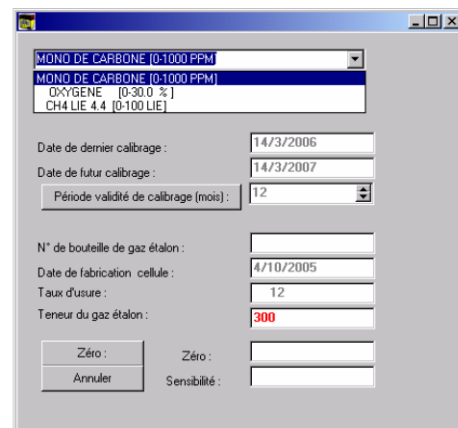 MONO DE CARBONE [0-1000 PPM]
MONO DE CARBONE [0-1000 PPM]
OXYGENE [0-30.0 % ]
CH4 LIE 4.4 [0-100 LIE]
Date de dernier calibrage : 14/3/2006
Date de futur calibrage : 14/3/2007
Période validité de calibrage (mois) : 12
N° de bouteille de gaz étalon :
Date de fabrication cellule : 4/10/2005
Taux d'usure : 12
Teneur du gaz étalon : 300
Zéro : Zéro :
Annuler Sensibilité :